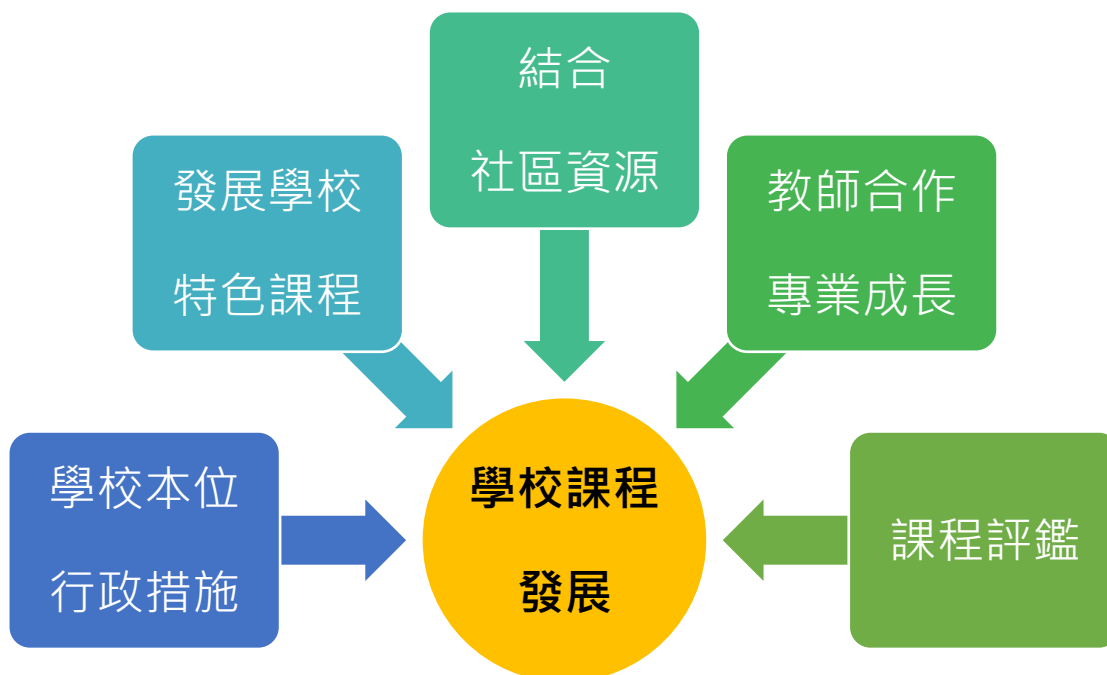 結合
社區資源
發展學校
特色課程
教師合作
專業成長
學校本位
行政措施
學校課程
發展
課程評鑑